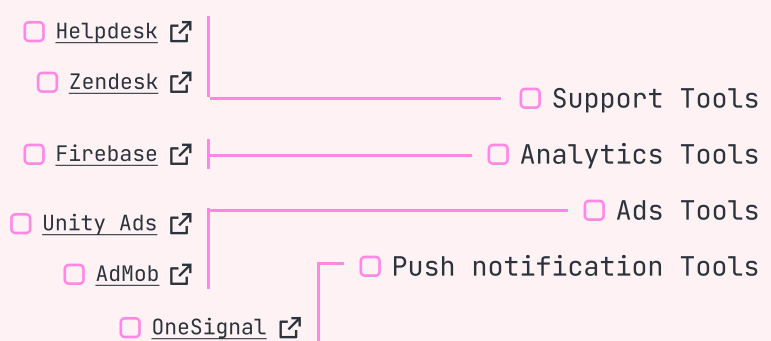 Helpdesk
Zendesk
Support Tools
Firebase
Analytics Tools
Unity Ads
Ads Tools
AdMob
Push notification Tools
OneSignal